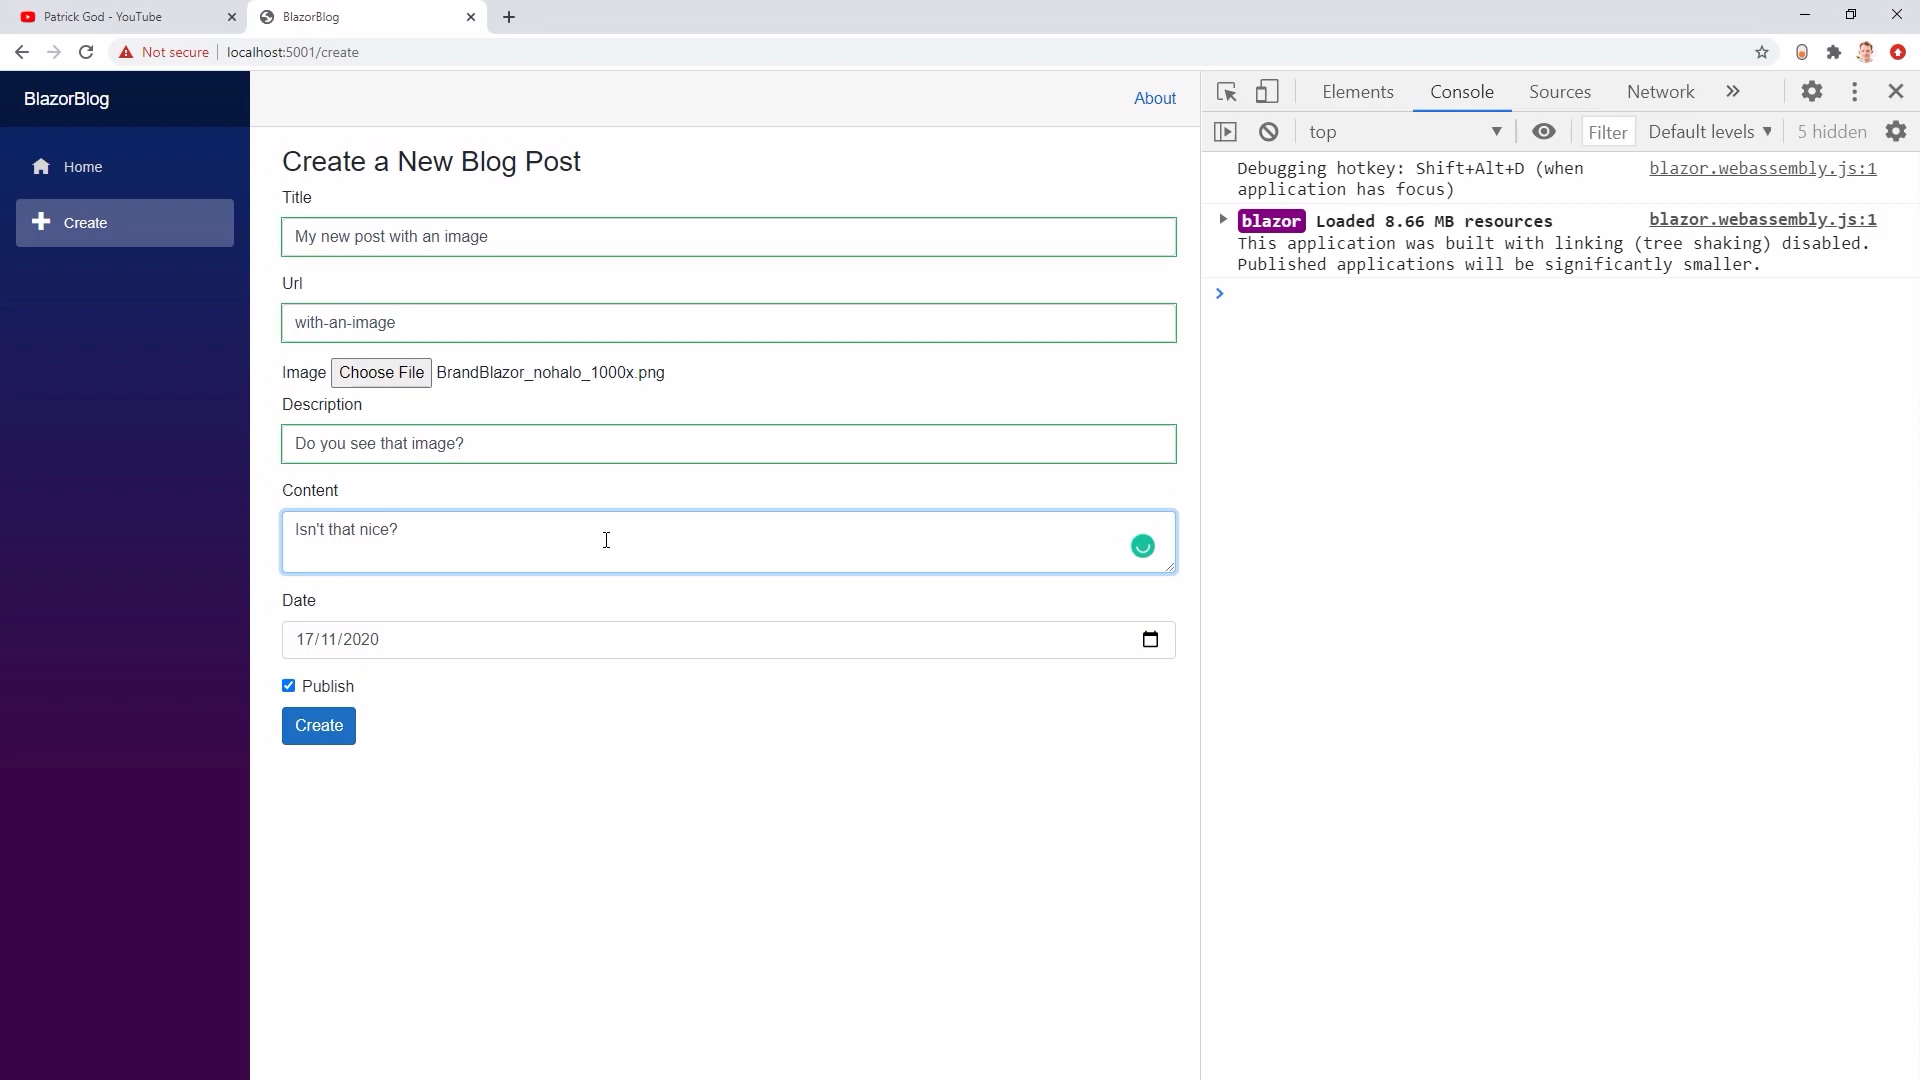 Patrick God - YouTube
BlazorBlog
Not secure
localhost:5001/create
BlazorBlog
Home
Create
About
Create a New Blog Post
Title
My new post with an image
Url
with-an-image
Image Choose File BrandBlazor_nohalo_1000x.png
Description
Do you see that image?
Content
Isn't that nice?
Date
17/11/2020
Publish
Create
Elements Console Sources Network
top Filter Default levels 5 hidden
Debugging hotkey: Shift+Alt+D (when blazor.webassembly.js:1
application has focus)
blazor Loaded 8.66 MB resources blazor.webassembly.js:1
This application was built with linking (tree shaking) disabled.
Published applications will be significantly smaller.